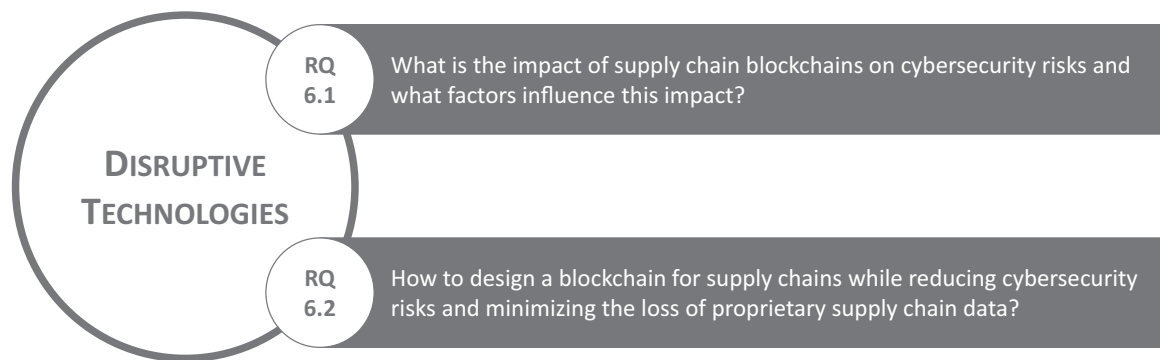 DISRUPTIVE
TECHNOLOGIES
RQ
6.1
What is the impact of supply chain blockchains on cybersecurity risks and
what factors influence this impact?
RQ
6.2
How to design a blockchain for supply chains while reducing cybersecurity
risks and minimizing the loss of proprietary supply chain data?